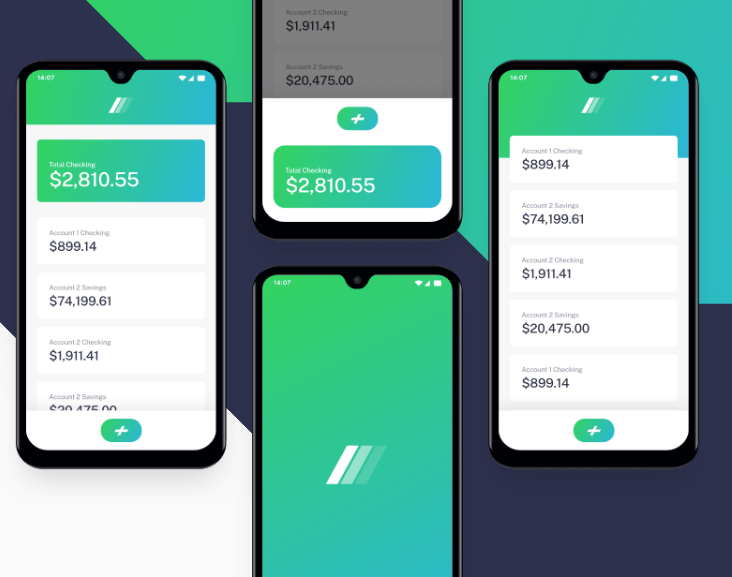 14:07
Total Checking
$2,810.55
Account 1 Checking
$899.14
Account 2 Savings
$74,199.61
Account 2 Checking
$1,911.41
Account 2 Savings
$20,475.00
Account 2 Checking
$1,911.41
Account 2 Savings
$20,475.00
Total Checking
$2,810.55
14:07
14:07
Account 1 Checking
$899.14
Account 2 Savings
$74,199.61
Account 2 Checking
$1,911.41
Account 2 Savings
$20,475.00
Account 1 Checking
$899.14